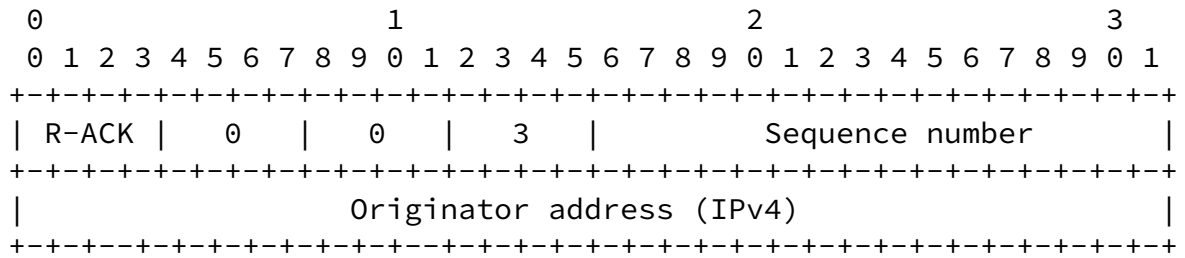 0                   1                   2                   3
 0 1 2 3 4 5 6 7 8 9 0 1 2 3 4 5 6 7 8 9 0 1 2 3 4 5 6 7 8 9 0 1
+-+-+-+-+-+-+-+-+-+-+-+-+-+-+-+-+-+-+-+-+-+-+-+-+-+-+-+-+-+-+-+-+
| R-ACK |   0   |   0   |   3   |        Sequence number        |
+-+-+-+-+-+-+-+-+-+-+-+-+-+-+-+-+-+-+-+-+-+-+-+-+-+-+-+-+-+-+-+-+
|                  Originator address (IPv4)                    |
+-+-+--+-+-+-+-+-+-+-+--+-+-+-+-+-+-+-+-+-+-+-+-+-+-+-+-+-+-+-+-+